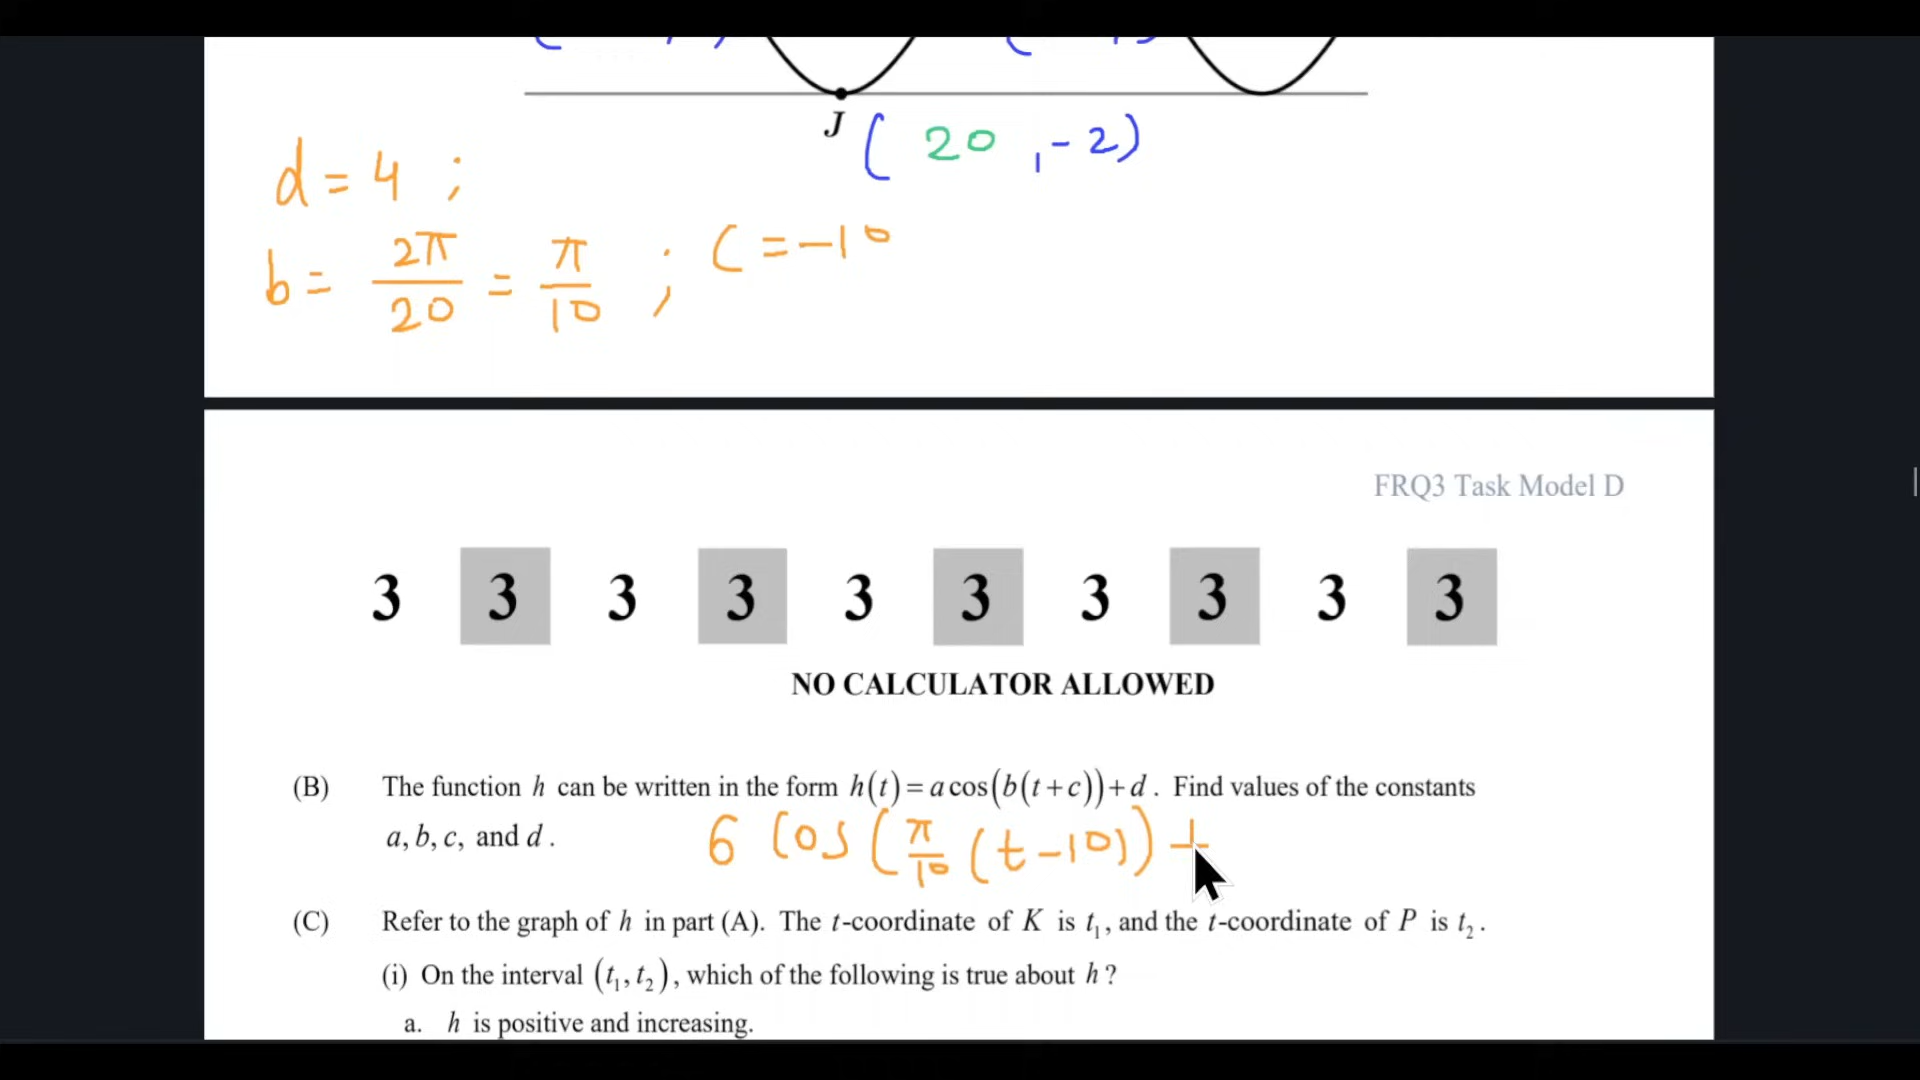 J ( 20 , -2)
d = 4 ;
b = 2π/20 = π/10 ; C = -10
FRQ3 Task Model D
3 3 3 3 3 3 3 3 3 3
NO CALCULATOR ALLOWED
(B) The function h can be written in the form h(t) = a cos(b(t + c)) + d. Find values of the constants
a, b, c, and d.
6 Cos (π/10 (t - 10)) +
(C) Refer to the graph of h in part (A). The t-coordinate of K is t₁, and the t-coordinate of P is t₂.
(i) On the interval (t₁, t₂), which of the following is true about h?
a. h is positive and increasing.